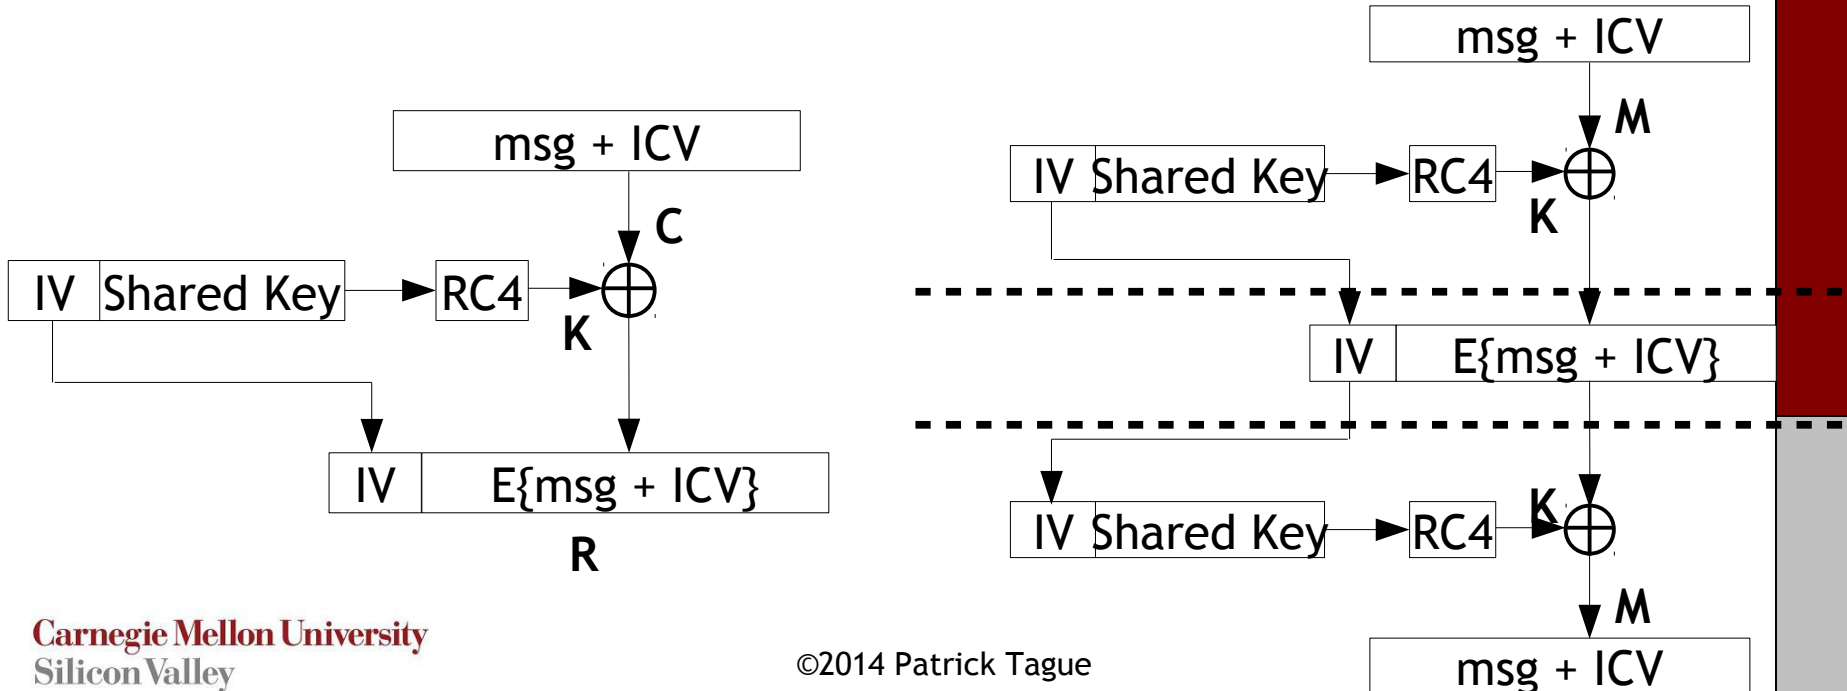 msg + ICV
C
IV Shared Key RC4
K
IV E{msg + ICV}
R
msg + ICV
M
IV Shared Key RC4
K
IV E{msg + ICV}
K
IV Shared Key RC4
M
msg + ICV
Carnegie Mellon University
Silicon Valley
©2014 Patrick Tague